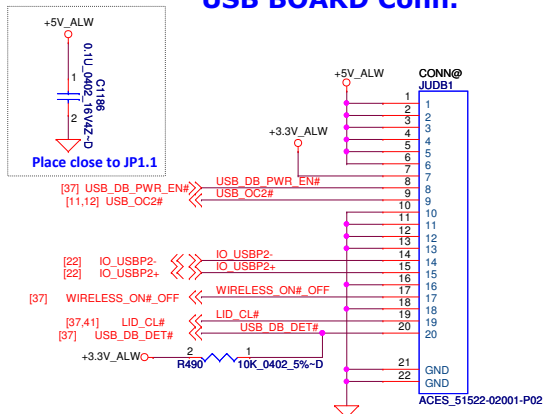 USB BOARD Conn.
+5V_ALW
1
0.1U_0402_16V4Z~D
C1186
2
Place close to JP1.1
+5V_ALW
CONN@
JUDB1
+3.3V_ALW
1 1
2 2
3 3
4 4
5 5
6 6
7 7
[37] USB_DB_PWR_EN# USB_DB_PWR_EN# 8 8
[11,12] USB_OC2# USB_OC2# 9 9
10 10
11 11
12 12
13 13
[22] IO_USBP2- IO_USBP2- 14 14
[22] IO_USBP2+ IO_USBP2+ 15 15
16 16
[37] WIRELESS_ON#_OFF WIRELESS_ON#_OFF 17 17
18 18
[37,41] LID_CL# LID_CL# 19 19
[37] USB_DB_DET# USB_DB_DET# 20 20
+3.3V_ALW 2 1
R490 10K_0402_5%~D
21 GND
22 GND
ACES_51522-02001-P02